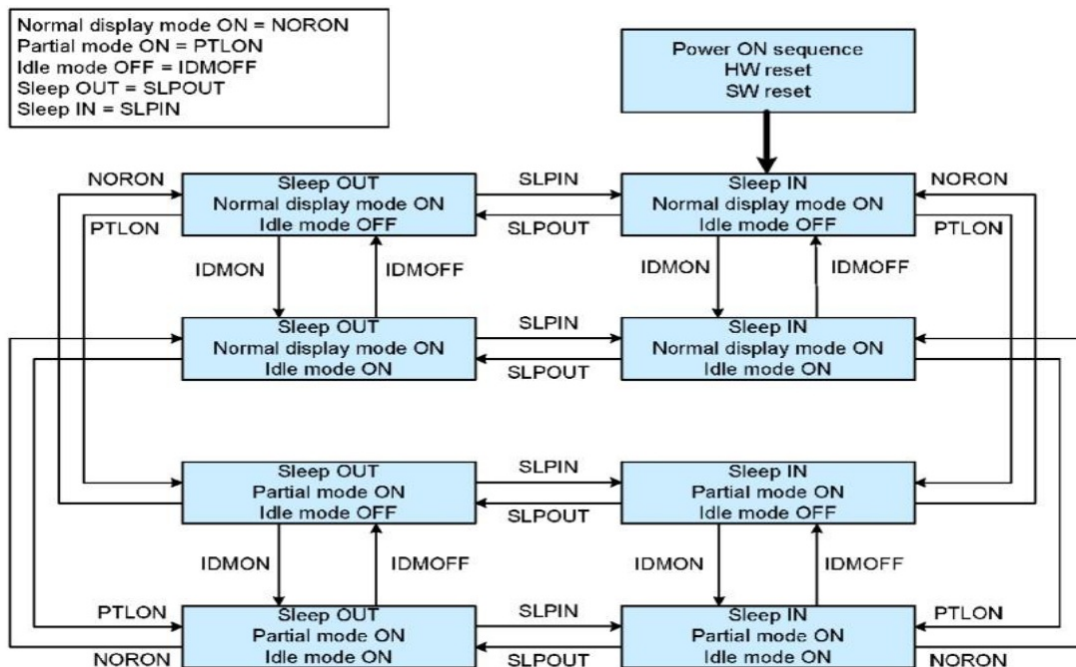 Normal display mode ON = NORON
Partial mode ON = PTLON
Idle mode OFF = IDMOFF
Sleep OUT = SLPOUT
Sleep IN = SLPIN
Power ON sequence
HW reset
SW reset
NORON
Sleep OUT
Normal display mode ON
Idle mode OFF
SLPIN
SLPOUT
Sleep IN
Normal display mode ON
Idle mode OFF
NORON
PTLON
PTLON
IDMON
IDMOFF
IDMON
IDMOFF
Sleep OUT
Normal display mode ON
Idle mode ON
SLPIN
SLPOUT
Sleep IN
Normal display mode ON
Idle mode ON
Sleep OUT
Partial mode ON
Idle mode OFF
SLPIN
SLPOUT
Sleep IN
Partial mode ON
Idle mode OFF
IDMON
IDMOFF
IDMON
IDMOFF
PTLON
NORON
Sleep OUT
Partial mode ON
Idle mode ON
SLPIN
SLPOUT
Sleep IN
Partial mode ON
Idle mode ON
PTLON
NORON